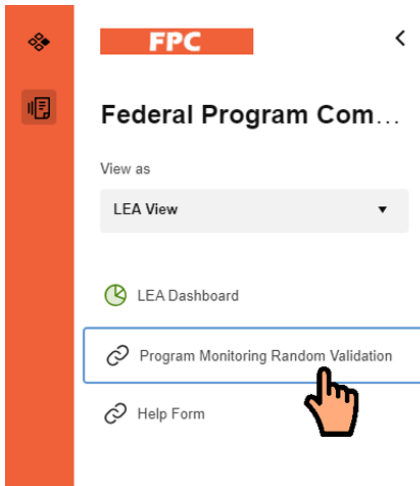 FPC
Federal Program Com...
View as
LEA View
LEA Dashboard
Program Monitoring Random Validation
Help Form